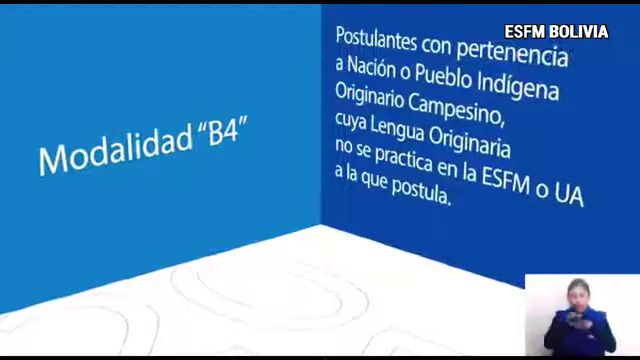 ESFM BOLIVIA
Modalidad "B4"
Postulantes con pertenencia
a Nación o Pueblo Indígena
Originario Campesino,
cuya Lengua Originaria
no se practica en la ESFM o UA
a la que postula.